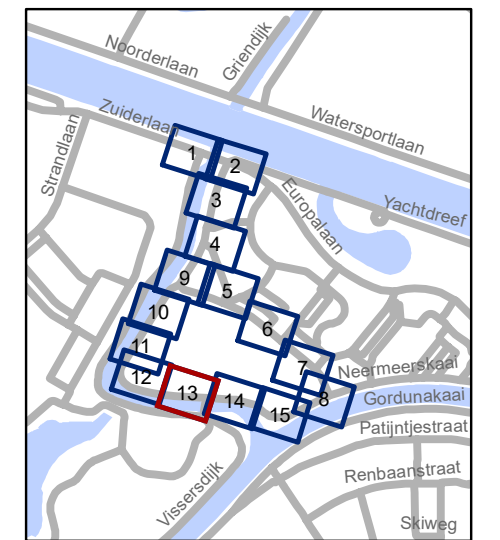 Noorderlaan
Griendijk
Watersportlaan
Zuiderlaan
Strandlaan
Europalaan
Yachtdreef
1
2
3
4
9
5
10
6
11
7
Neermeerskaai
12
13
14
8
15
Gordunakaai
Patijntjestraat
Renbaanstraat
Vissersdijk
Skiweg